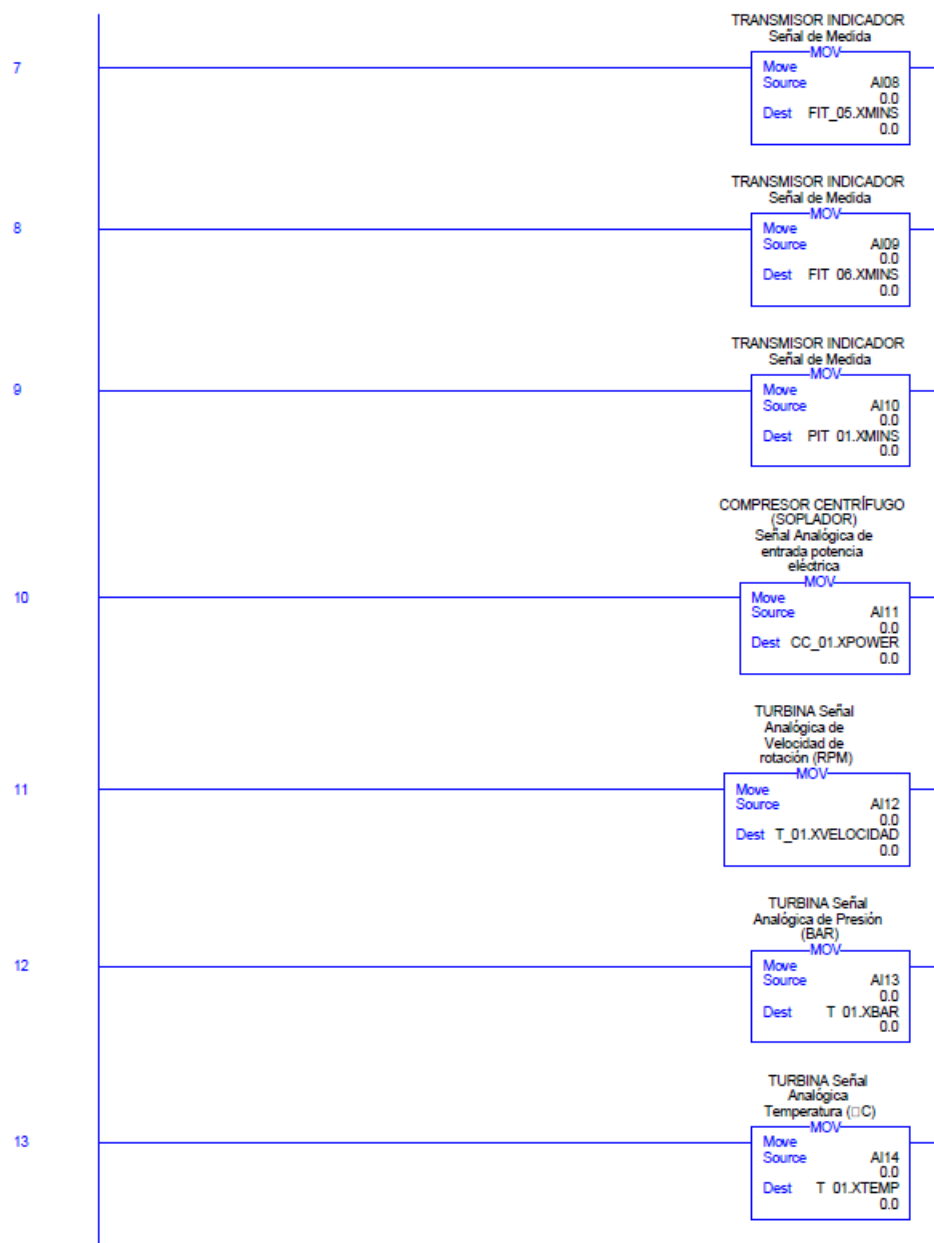 TRANSMISOR INDICADOR
Señal de Medida
MOV
7
Move
Source AI08
0.0
Dest FIT_05.XMINS
0.0
TRANSMISOR INDICADOR
Señal de Medida
MOV
8
Move
Source AI09
0.0
Dest FIT_06.XMINS
0.0
TRANSMISOR INDICADOR
Señal de Medida
MOV
9
Move
Source AI10
0.0
Dest PIT_01.XMINS
0.0
COMPRESOR CENTRÍFUGO
(SOPLADOR)
Señal Analógica de
entrada potencia
eléctrica
MOV
10
Move
Source AI11
0.0
Dest CC_01.XPOWER
0.0
TURBINA Señal
Analógica de
Velocidad de
rotación (RPM)
MOV
11
Move
Source AI12
0.0
Dest T_01.XVELOCIDAD
0.0
TURBINA Señal
Analógica de Presión
(BAR)
MOV
12
Move
Source AI13
0.0
Dest T_01.XBAR
0.0
TURBINA Señal
Analógica
Temperatura (□C)
MOV
13
Move
Source AI14
0.0
Dest T_01.XTEMP
0.0